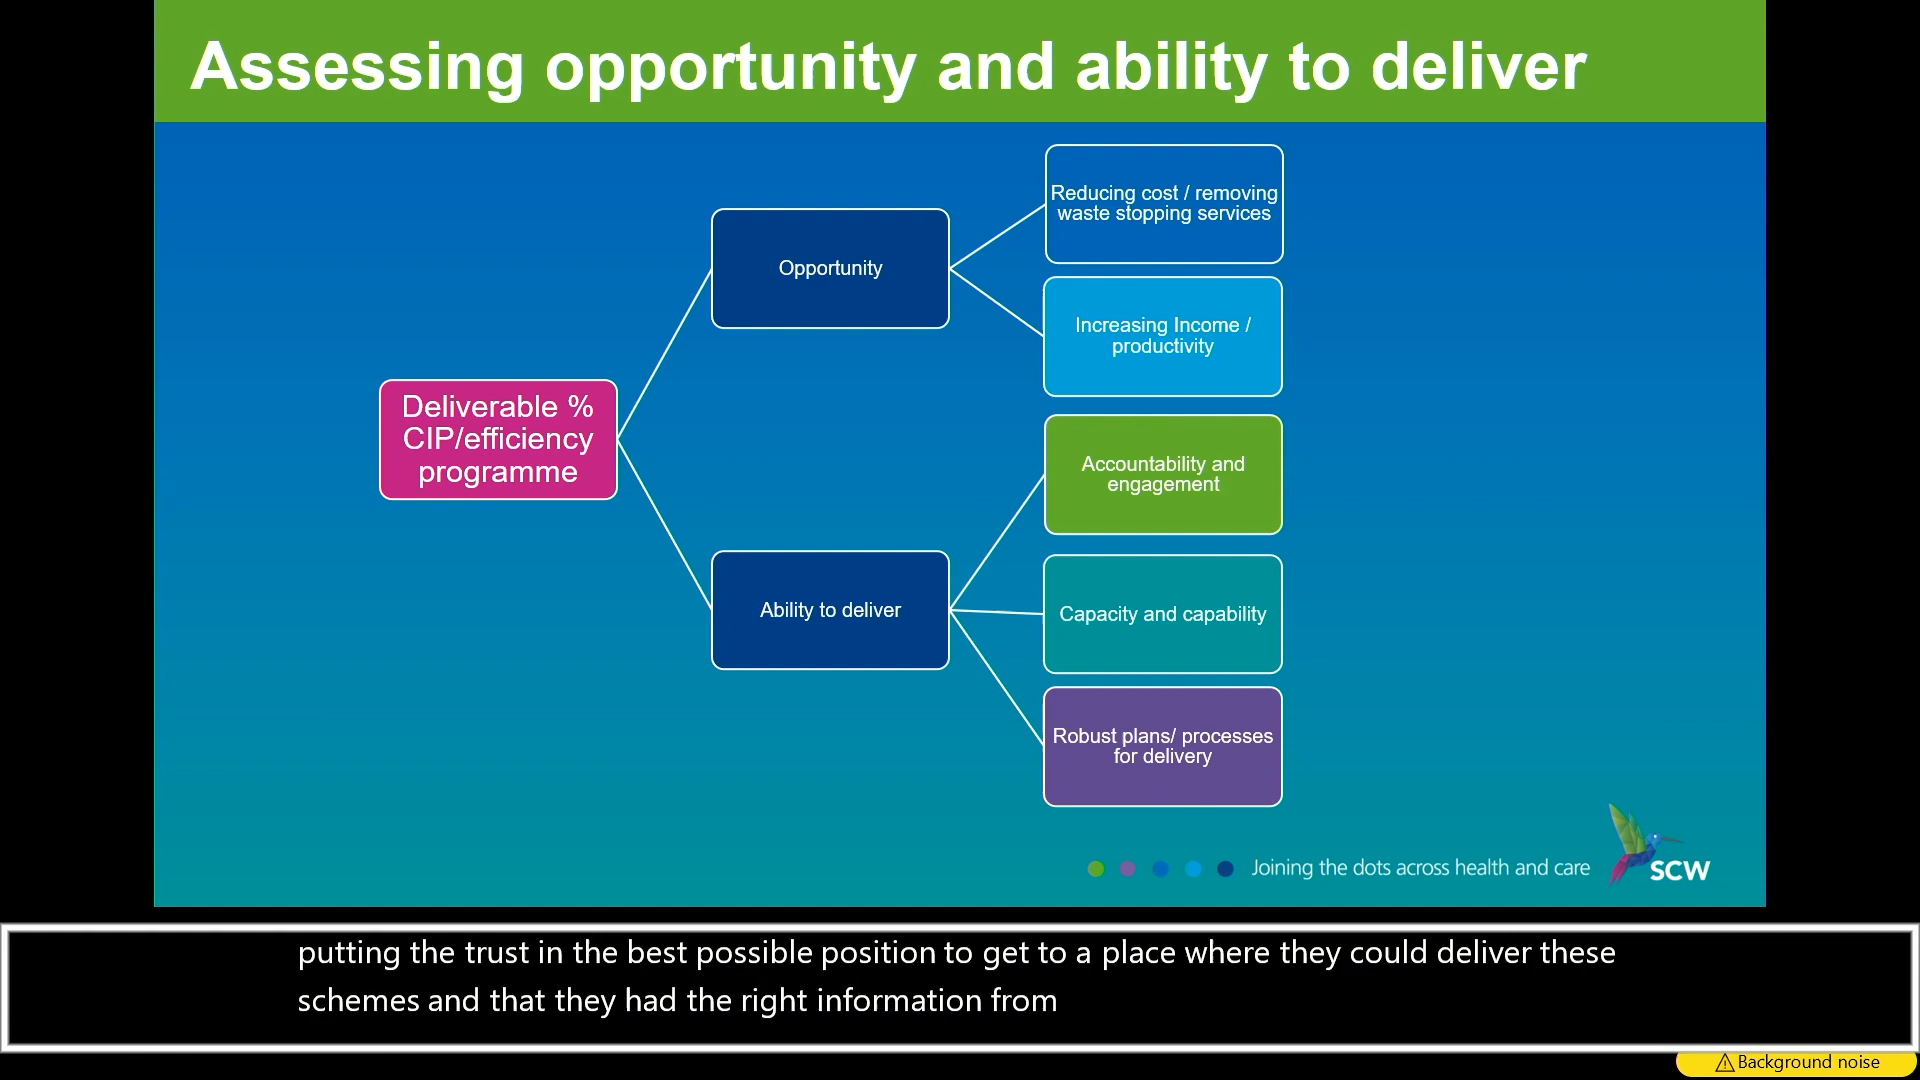 Assessing opportunity and ability to deliver
Reducing cost / removing
waste stopping services
Opportunity
Increasing Income /
productivity
Deliverable %
CIP/efficiency
programme
Accountability and
engagement
Ability to deliver
Capacity and capability
Robust plans/ processes
for delivery
Joining the dots across health and care
SCW
putting the trust in the best possible position to get to a place where they could deliver these
schemes and that they had the right information from
Background noise